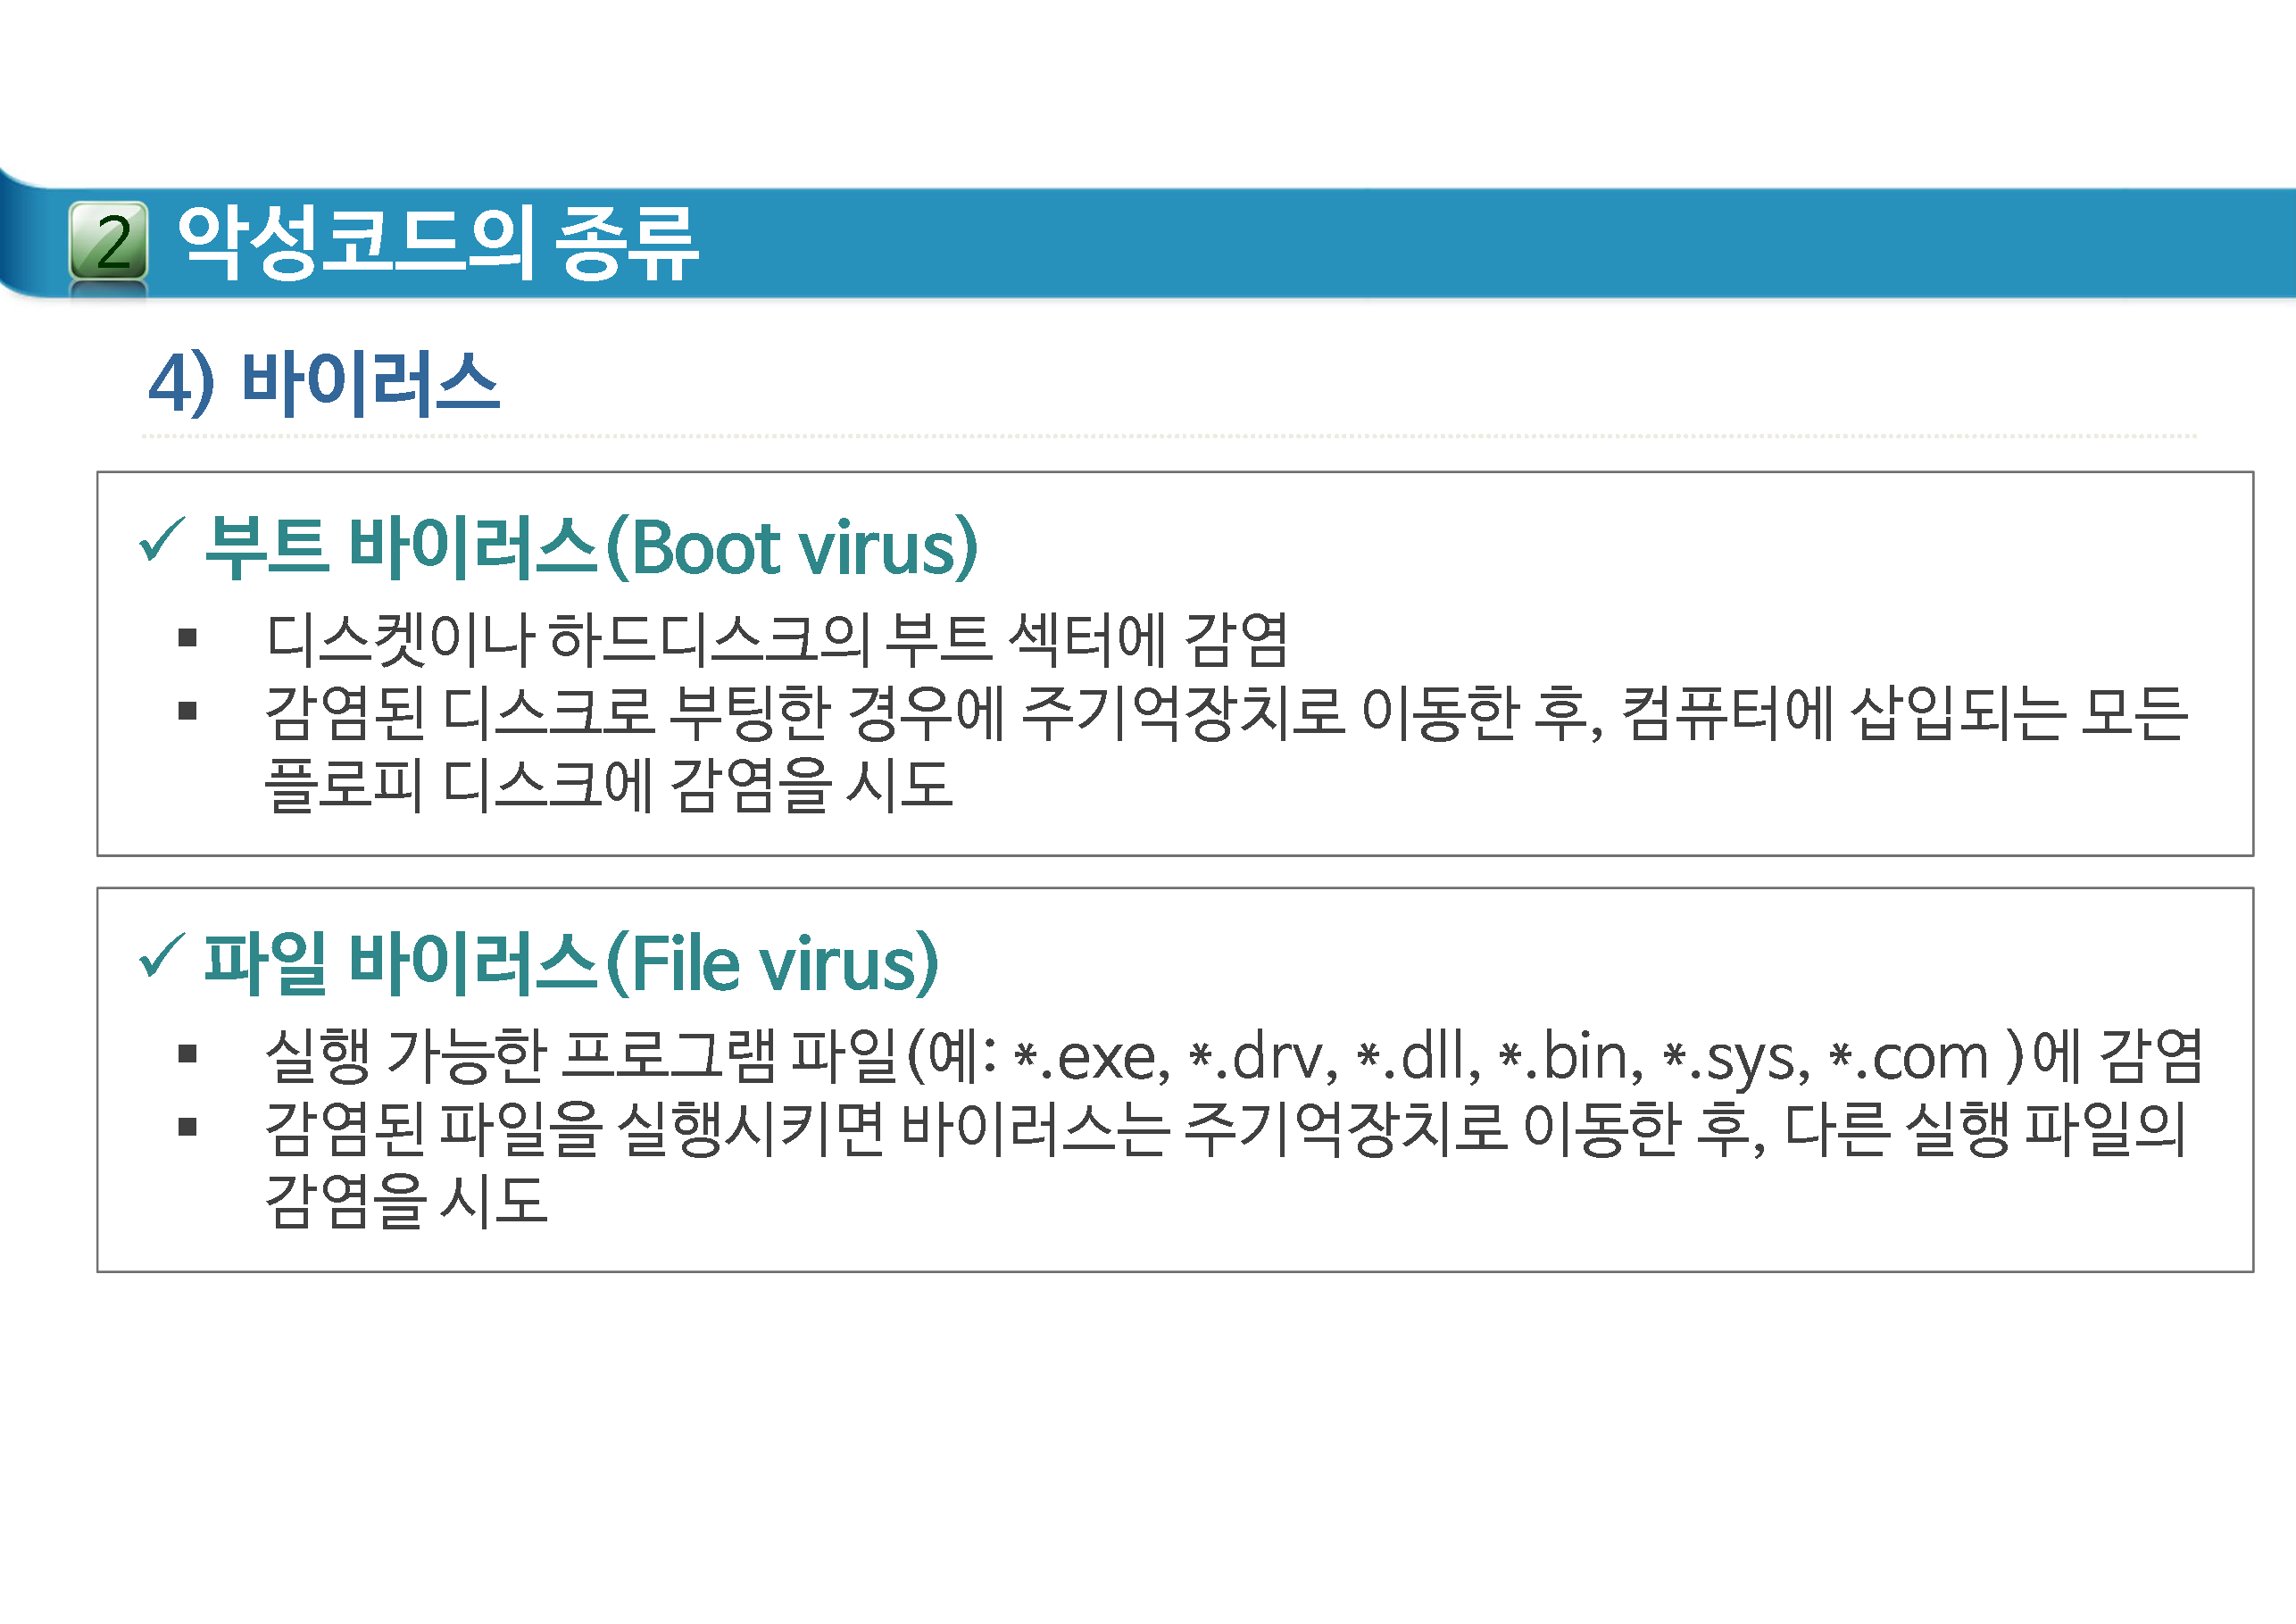 2 악성코드의 종류
4) 바이러스
✓ 부트 바이러스(Boot virus)
▪ 디스켓이나 하드디스크의 부트 섹터에 감염
▪ 감염된 디스크로 부팅한 경우에 주기억장치로 이동한 후, 컴퓨터에 삽입되는 모든
플로피 디스크에 감염을 시도
✓ 파일 바이러스(File virus)
▪ 실행 가능한 프로그램 파일(예: *.exe, *.drv, *.dll, *.bin, *.sys, *.com )에 감염
▪ 감염된 파일을 실행시키면 바이러스는 주기억장치로 이동한 후, 다른 실행 파일의
감염을 시도